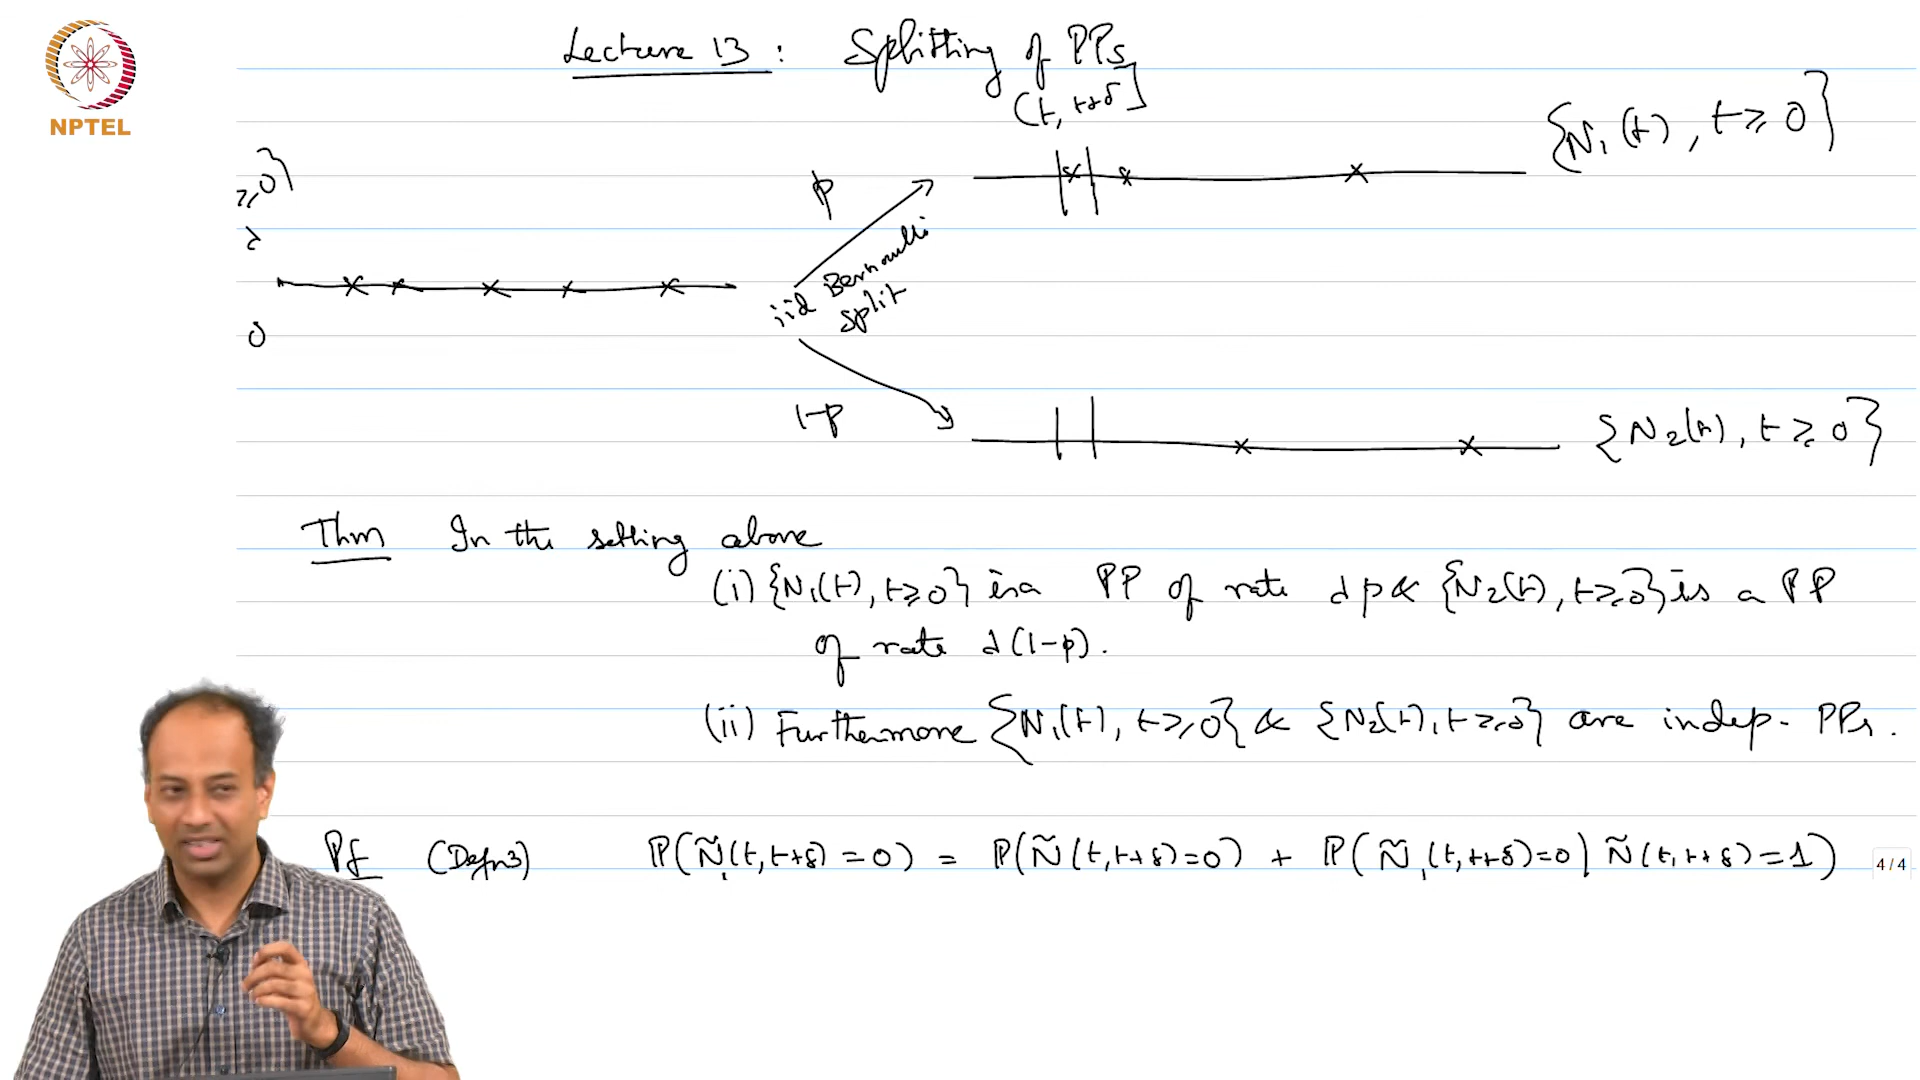 NPTEL
Lecture 13 : Splitting of PPs
(t, t+δ]
{N₁(t), t ≥ 0}
≥0}
λ
p
iid Bernoulli
split
0
1-p
{N₂(t), t ≥ 0}
Thm In the setting above
(i) {N₁(t), t ≥ 0} is a PP of rate λp & {N₂(t), t ≥ 0} is a PP
of rate λ(1-p).
(ii) Furthermore {N₁(t), t ≥ 0} & {N₂(t), t ≥ 0} are indep. PPs.
Pf (Defn 3) ℙ(Ñ₁(t, t+δ) = 0) = ℙ(Ñ(t, t+δ) = 0) + ℙ(Ñ₁(t, t+δ) = 0 | Ñ(t, t+δ) = 1)
4 / 4